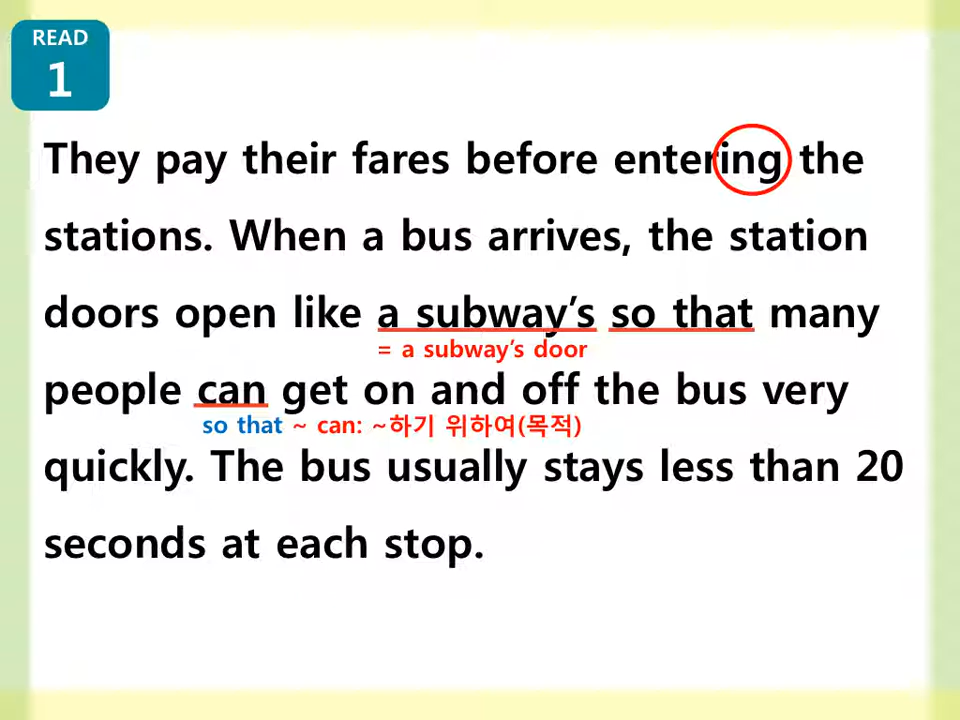 READ
1
They pay their fares before entering the
stations. When a bus arrives, the station
doors open like a subway’s so that many
= a subway’s door
people can get on and off the bus very
so that ~ can: ~하기 위하여(목적)
quickly. The bus usually stays less than 20
seconds at each stop.